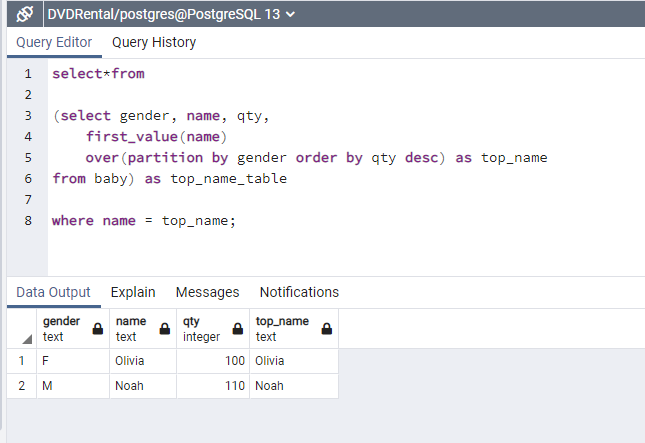 DVDRental/postgres@PostgreSQL 13
Query Editor Query History
1 select*from
2
3 (select gender, name, qty,
4 first_value(name)
5 over(partition by gender order by qty desc) as top_name
6 from baby) as top_name_table
7
8 where name = top_name;
Data Output Explain Messages Notifications
gender name qty top_name
text text integer text
1 F Olivia 100 Olivia
2 M Noah 110 Noah